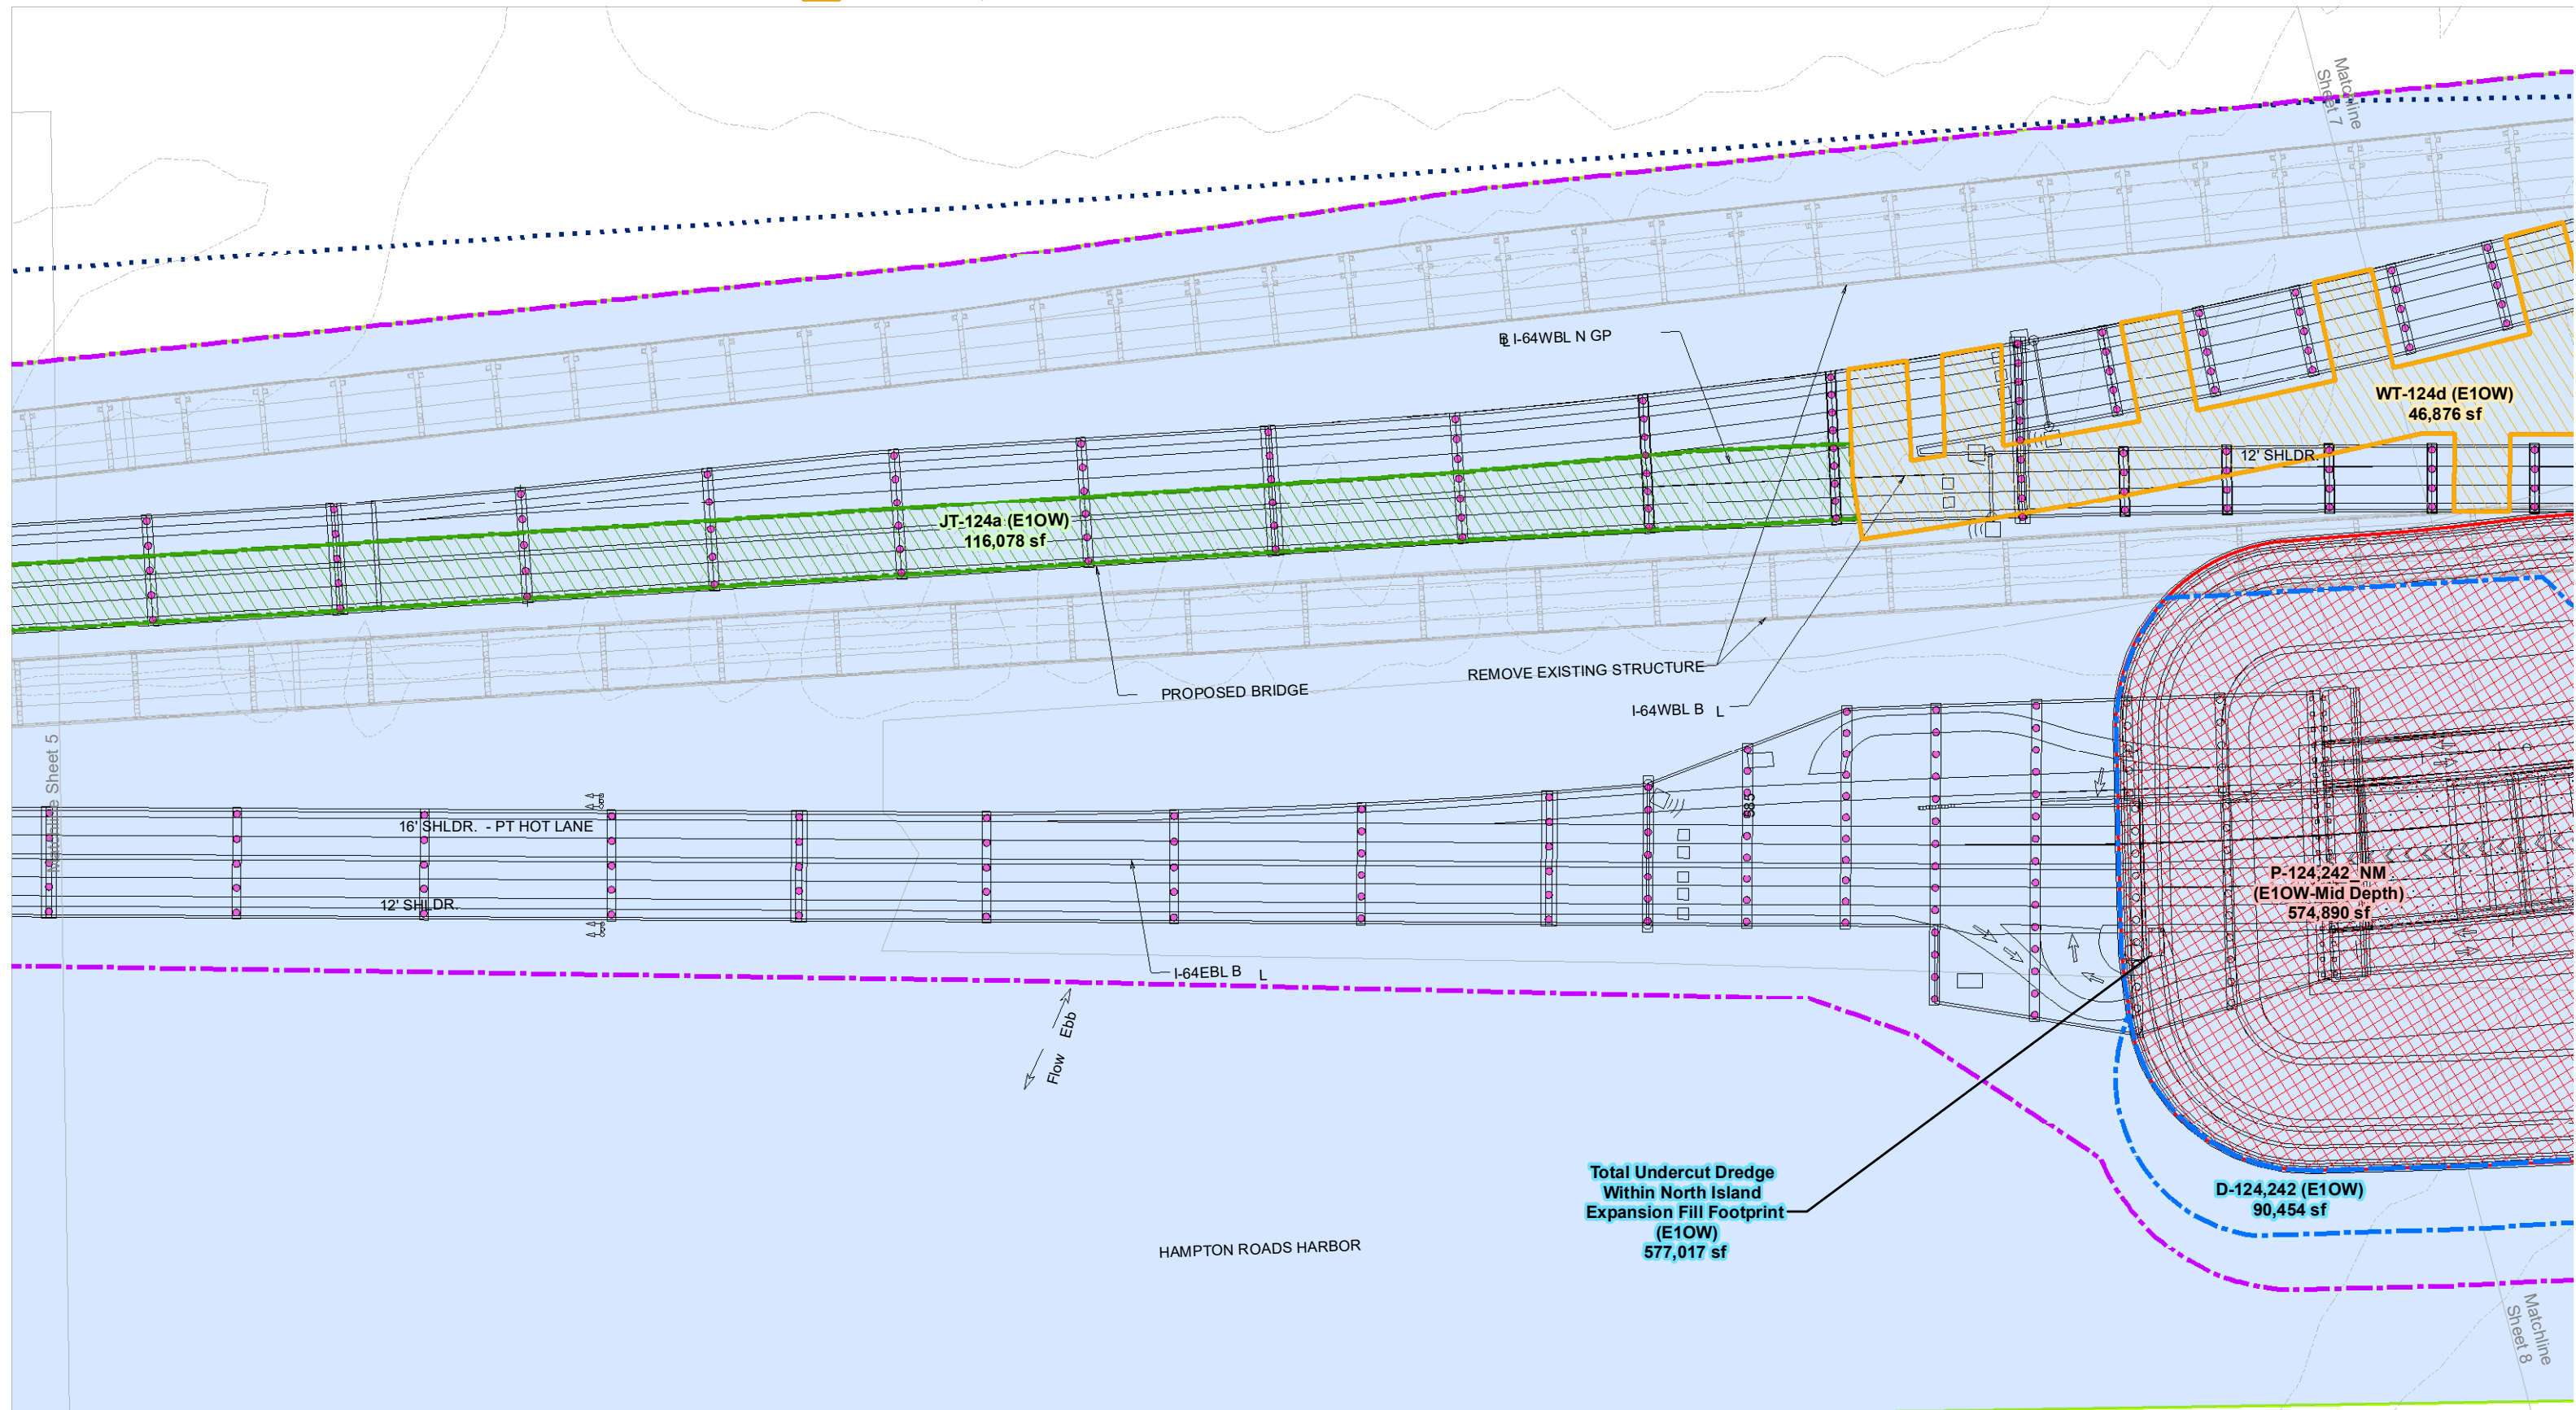 Matchline
Sheet 7
B
L I-64WBL N GP
WT-124d (E1OW)
46,876 sf
12' SHLDR.
JT-124a (E1OW)
116,078 sf
REMOVE EXISTING STRUCTURE
PROPOSED BRIDGE
I-64WBL B L
Matchline Sheet 5
16' SHLDR. - PT HOT LANE
12' SHLDR.
P-124,242_NM
(E1OW-Mid Depth)
574,890 sf
I-64EBL B L
Ebb
Flow
Total Undercut Dredge
Within North Island
Expansion Fill Footprint
(E1OW)
577,017 sf
D-124,242 (E1OW)
90,454 sf
HAMPTON ROADS HARBOR
Matchline
Sheet 8